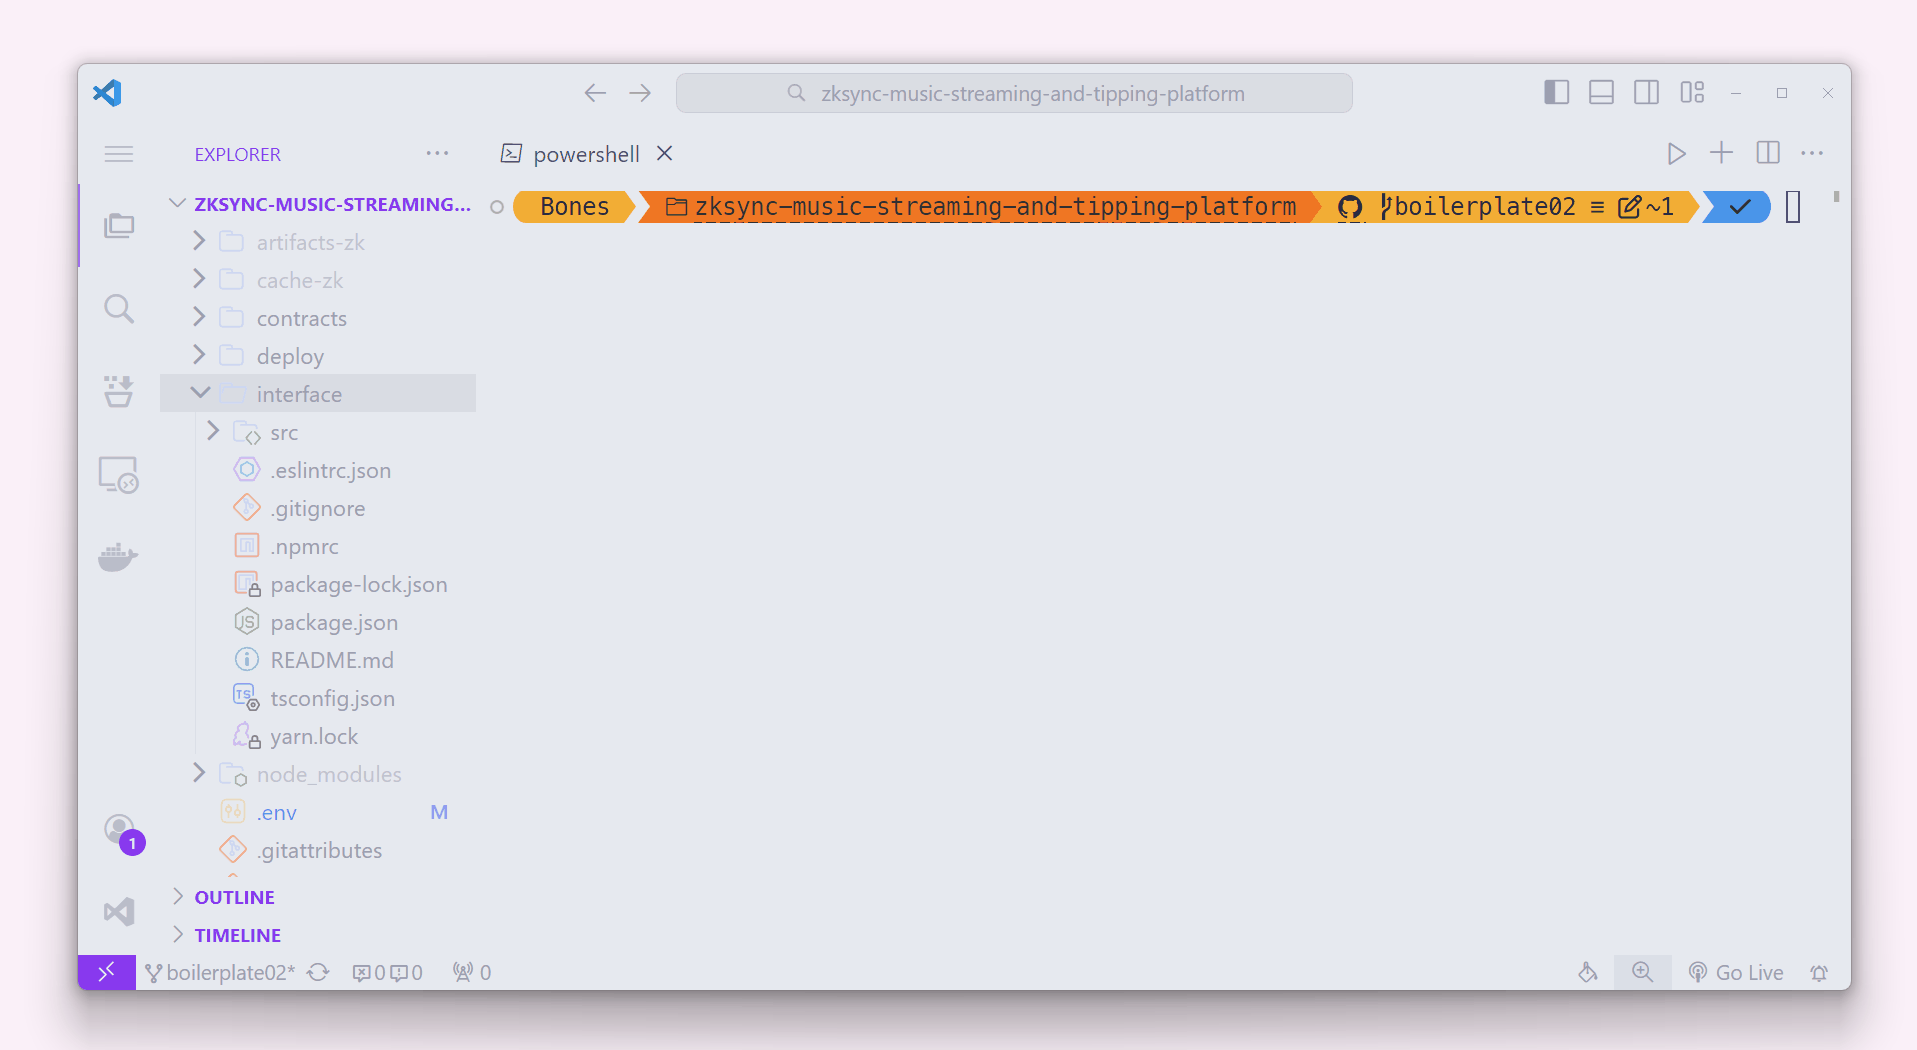 zksync-music-streaming-and-tipping-platform
EXPLORER
powershell
ZKSYNC-MUSIC-STREAMING...
Bones
zksync-music-streaming-and-tipping-platform
boilerplate02 ≡ ~1
artifacts-zk
cache-zk
contracts
deploy
interface
src
.eslintrc.json
.gitignore
.npmrc
package-lock.json
package.json
README.md
tsconfig.json
yarn.lock
node_modules
.env M
.gitattributes
1
OUTLINE
TIMELINE
boilerplate02* 0 0 0
Go Live